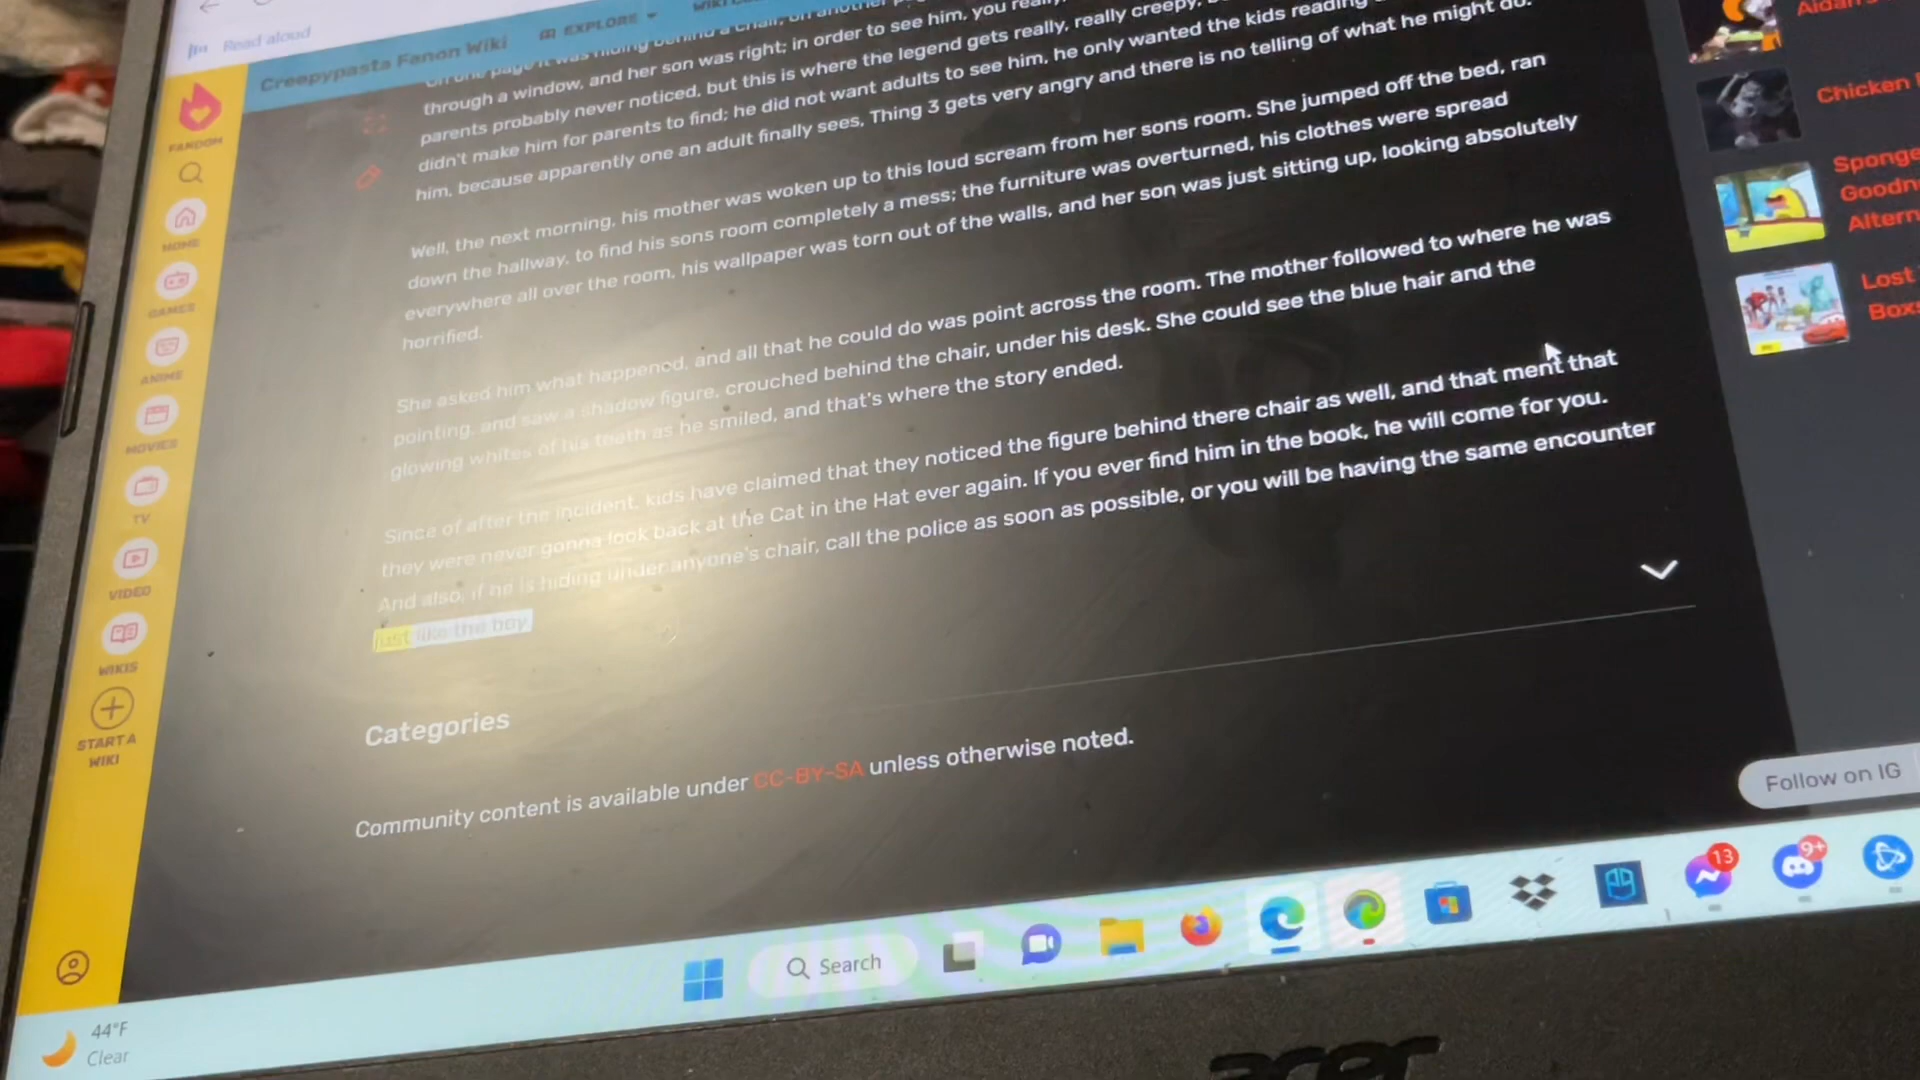 Read aloud
Creepypasta Fanon Wiki
EXPLORE
FANDOM
HOME
GAMES
ANIME
MOVIES
TV
VIDEO
WIKIS
START A
WIKI
through a window, and her son was right; in order to see him, you
parents probably never noticed, but this is where the legend gets really, really creepy.
didn't make him for parents to find; he did not want adults to see him, he only wanted the kids reading
him, because apparently one an adult finally sees, Thing 3 gets very angry and there is no telling of what he might do.
Well, the next morning, his mother was woken up to this loud scream from her sons room. She jumped off the bed, ran
down the hallway, to find his sons room completely a mess; the furniture was overturned, his clothes were spread
everywhere all over the room, his wallpaper was torn out of the walls, and her son was just sitting up, looking absolutely
horrified.
She asked him what happened, and all that he could do was point across the room. The mother followed to where he was
pointing, and saw a shadow figure, crouched behind the chair, under his desk. She could see the blue hair and the
glowing whites of his teeth as he smiled, and that's where the story ended.
Since of after the incident, kids have claimed that they noticed the figure behind there chair as well, and that ment that
they were never gonna look back at the Cat in the Hat ever again. If you ever find him in the book, he will come for you.
And also, if he is hiding under anyone's chair, call the police as soon as possible, or you will be having the same encounter
just like the boy
Categories
Community content is available under CC-BY-SA unless otherwise noted.
Chicken
Sponge
Goodn
Altern
Lost
Box
Follow on IG
Search
13
9+
44°F
Clear
acer